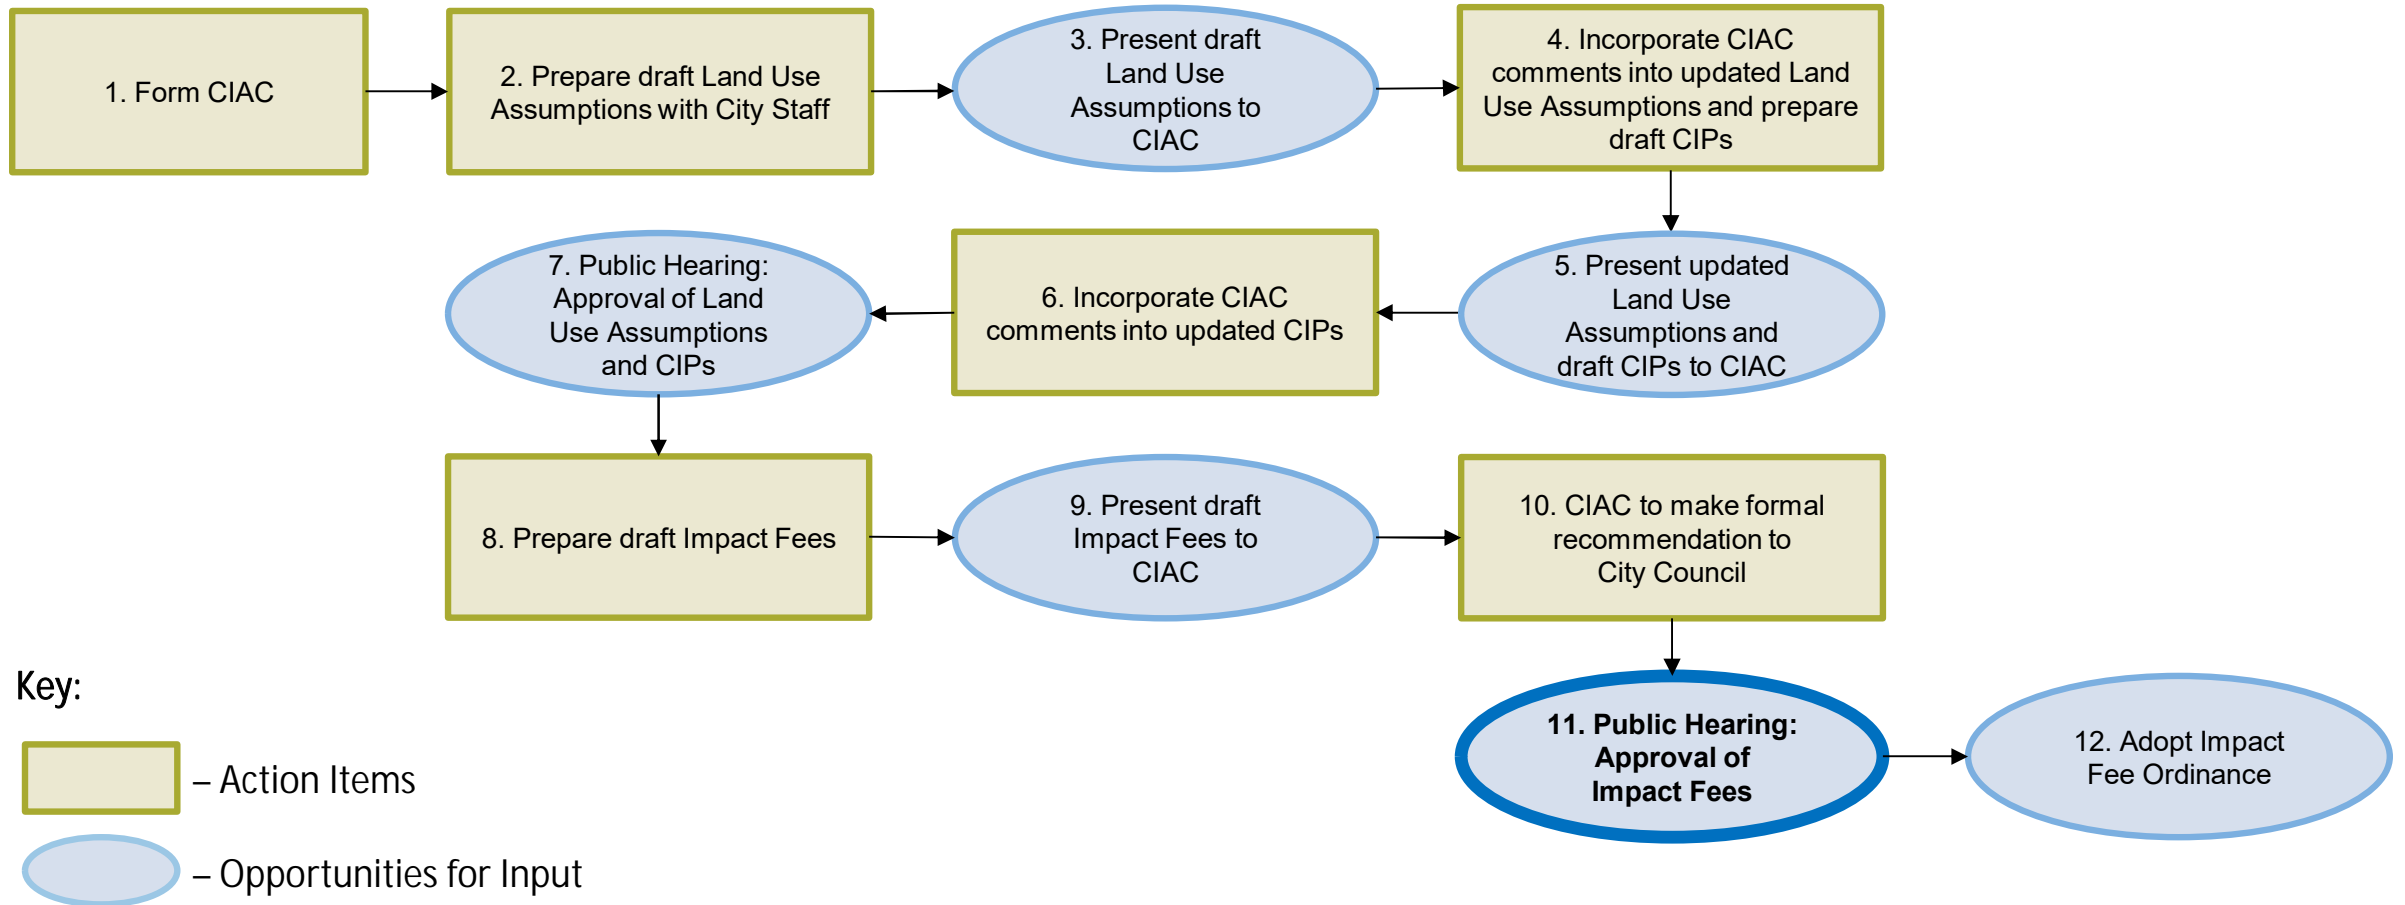 1. Form CIAC
2. Prepare draft Land Use
Assumptions with City Staff
3. Present draft
Land Use
Assumptions to
CIAC
4. Incorporate CIAC
comments into updated Land
Use Assumptions and prepare
draft CIPs
5. Present updated
Land Use
Assumptions and
draft CIPs to CIAC
6. Incorporate CIAC
comments into updated CIPs
7. Public Hearing:
Approval of Land
Use Assumptions
and CIPs
8. Prepare draft Impact Fees
9. Present draft
Impact Fees to
CIAC
10. CIAC to make formal
recommendation to
City Council
11. Public Hearing:
Approval of
Impact Fees
12. Adopt Impact
Fee Ordinance
Key:
– Action Items
– Opportunities for Input